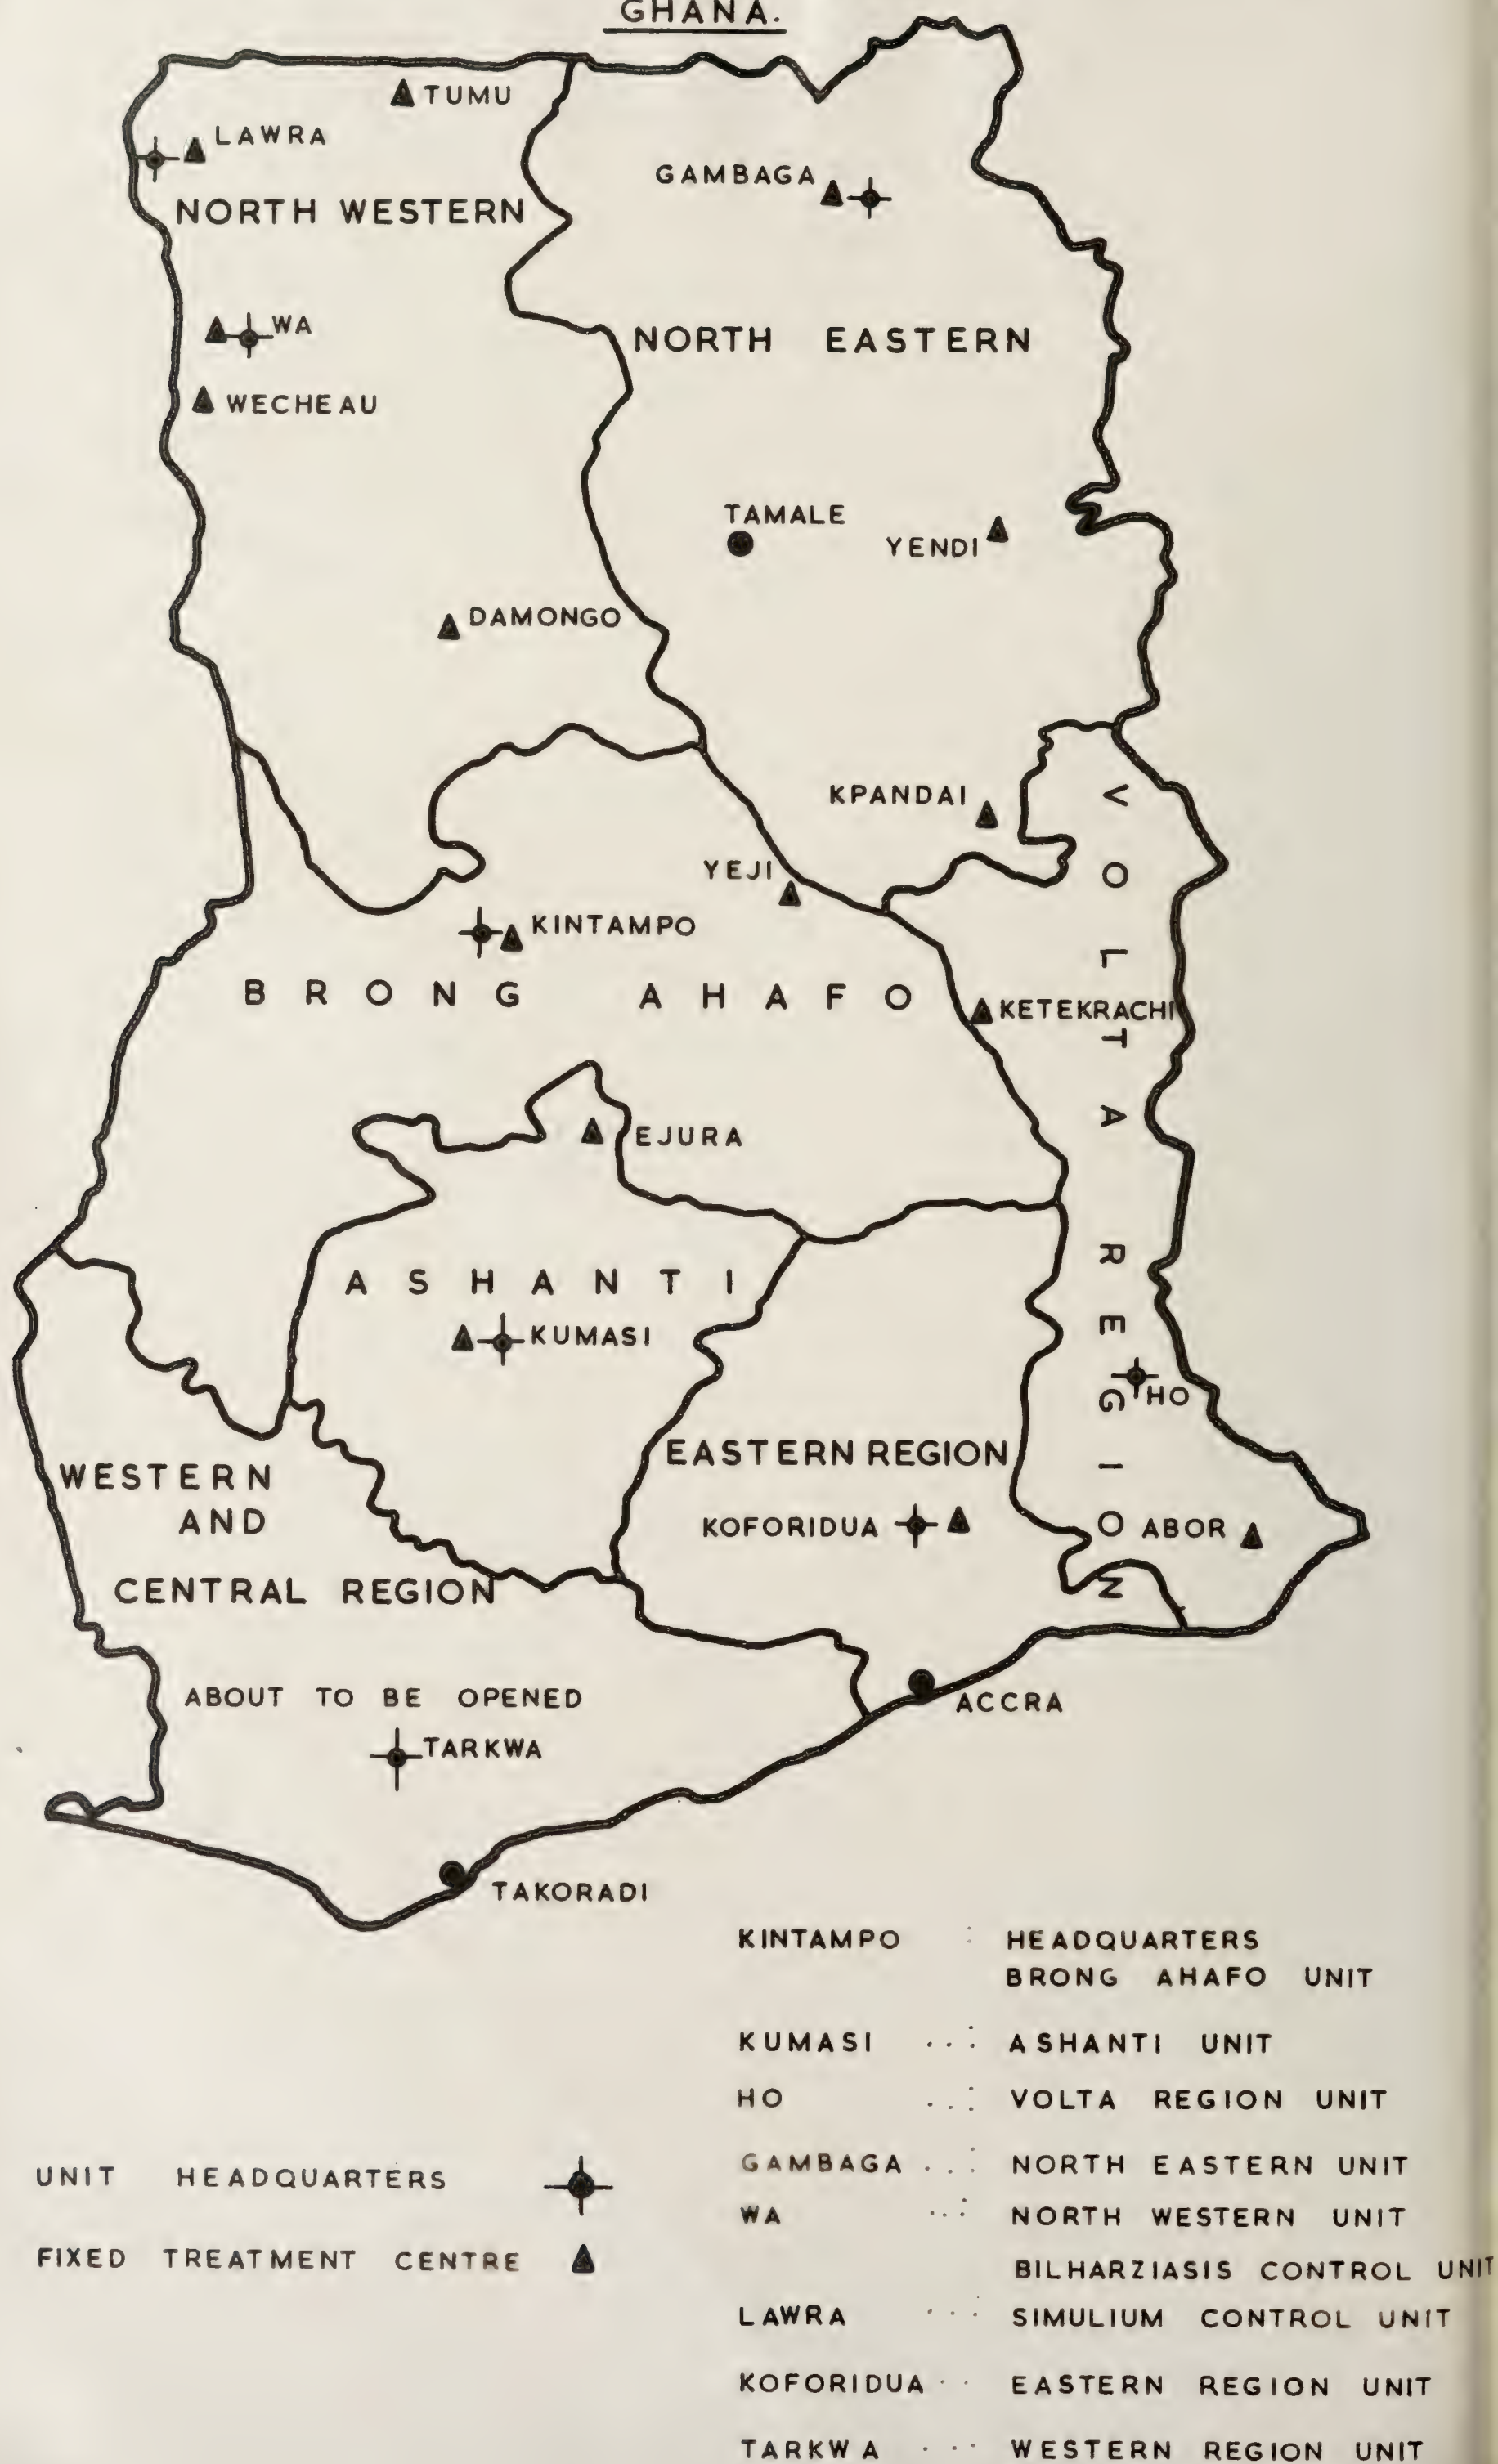 GHANA.
TUMU
LAWRA
GAMBAGA
NORTH WESTERN
WA
NORTH EASTERN
WECHEAU
TAMALE
YENDI
DAMONGO
KPANDAI
YEJI
KINTAMPO
BRONG AHAFO
KETEKRACHI
VOLTA REGION
EJURA
ASHANTI
KUMASI
HO
EASTERN REGION
WESTERN
AND
CENTRAL REGION
KOFORIDUA
ABOR
ABOUT TO BE OPENED
TARKWA
ACCRA
TAKORADI
KINTAMPO : HEADQUARTERS
BRONG AHAFO UNIT
KUMASI ..: ASHANTI UNIT
HO ..: VOLTA REGION UNIT
GAMBAGA ..: NORTH EASTERN UNIT
WA ..: NORTH WESTERN UNIT
BILHARZIASIS CONTROL UNIT
LAWRA ... SIMULIUM CONTROL UNIT
KOFORIDUA .. EASTERN REGION UNIT
TARKWA ... WESTERN REGION UNIT
UNIT HEADQUARTERS
FIXED TREATMENT CENTRE